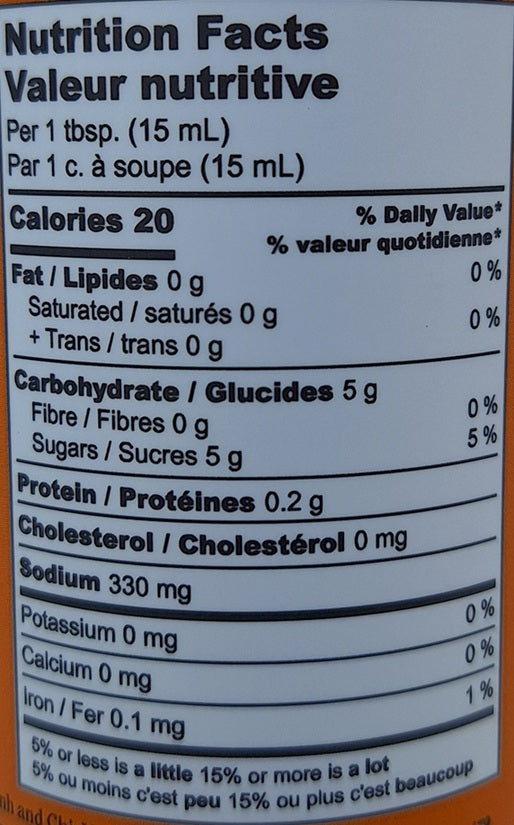 Nutrition Facts
Valeur nutritive
Per 1 tbsp. (15 mL)
Par 1 c. à soupe (15 mL)
Calories 20
% Daily Value*
% valeur quotidienne*
Fat / Lipides 0 g 0 %
Saturated / saturés 0 g
+ Trans / trans 0 g 0 %
Carbohydrate / Glucides 5 g
Fibre / Fibres 0 g 0 %
Sugars / Sucres 5 g 5 %
Protein / Protéines 0.2 g
Cholesterol / Cholestérol 0 mg
Sodium 330 mg
Potassium 0 mg 0 %
Calcium 0 mg 0 %
Iron / Fer 0.1 mg 1 %
5% or less is a little 15% or more is a lot
5% ou moins c'est peu 15% ou plus c'est beaucoup
and